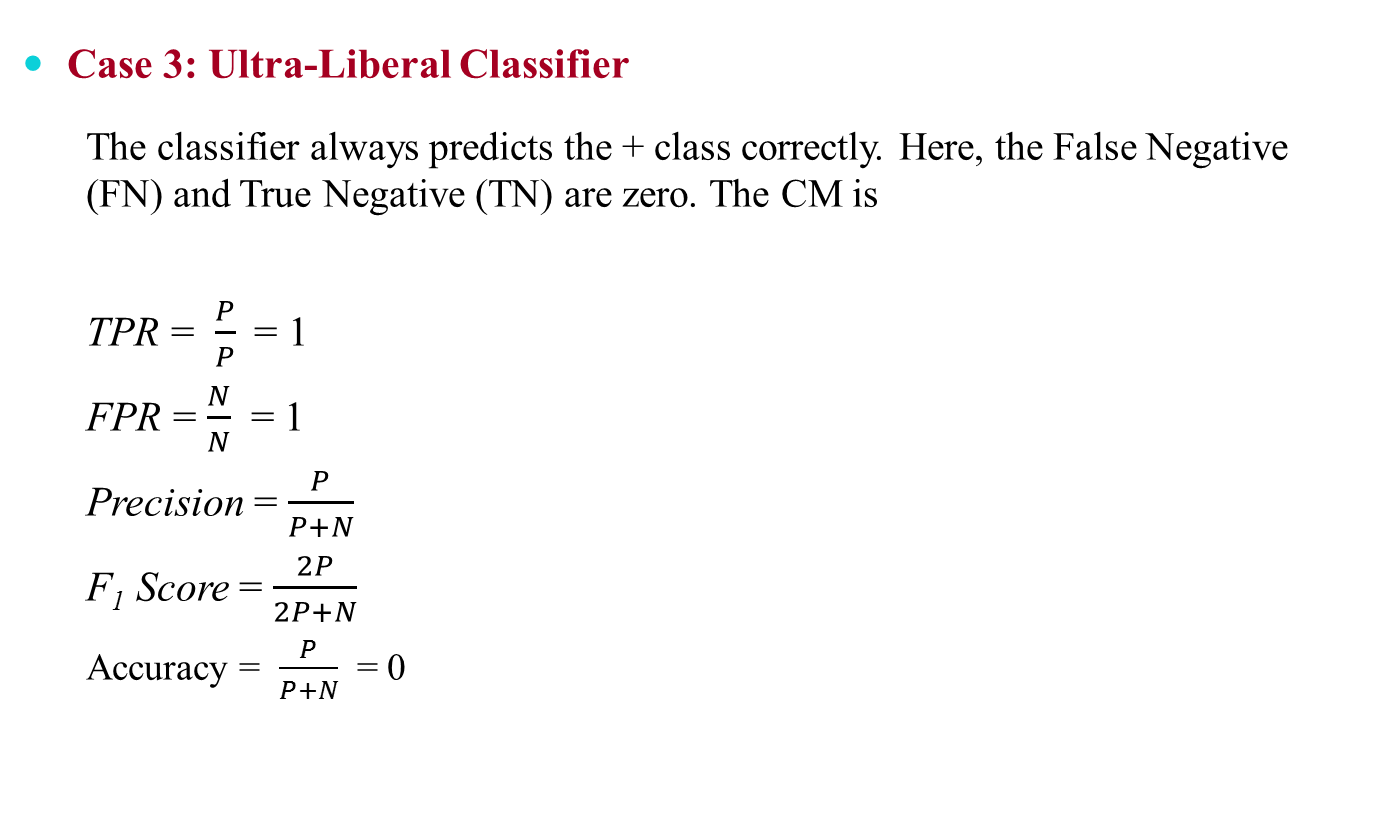 • Case 3: Ultra-Liberal Classifier
The classifier always predicts the + class correctly. Here, the False Negative
(FN) and True Negative (TN) are zero. The CM is
TPR = P/P = 1
FPR = N/N = 1
Precision = P/(P+N)
F₁ Score = 2P/(2P+N)
Accuracy = P/(P+N) = 0